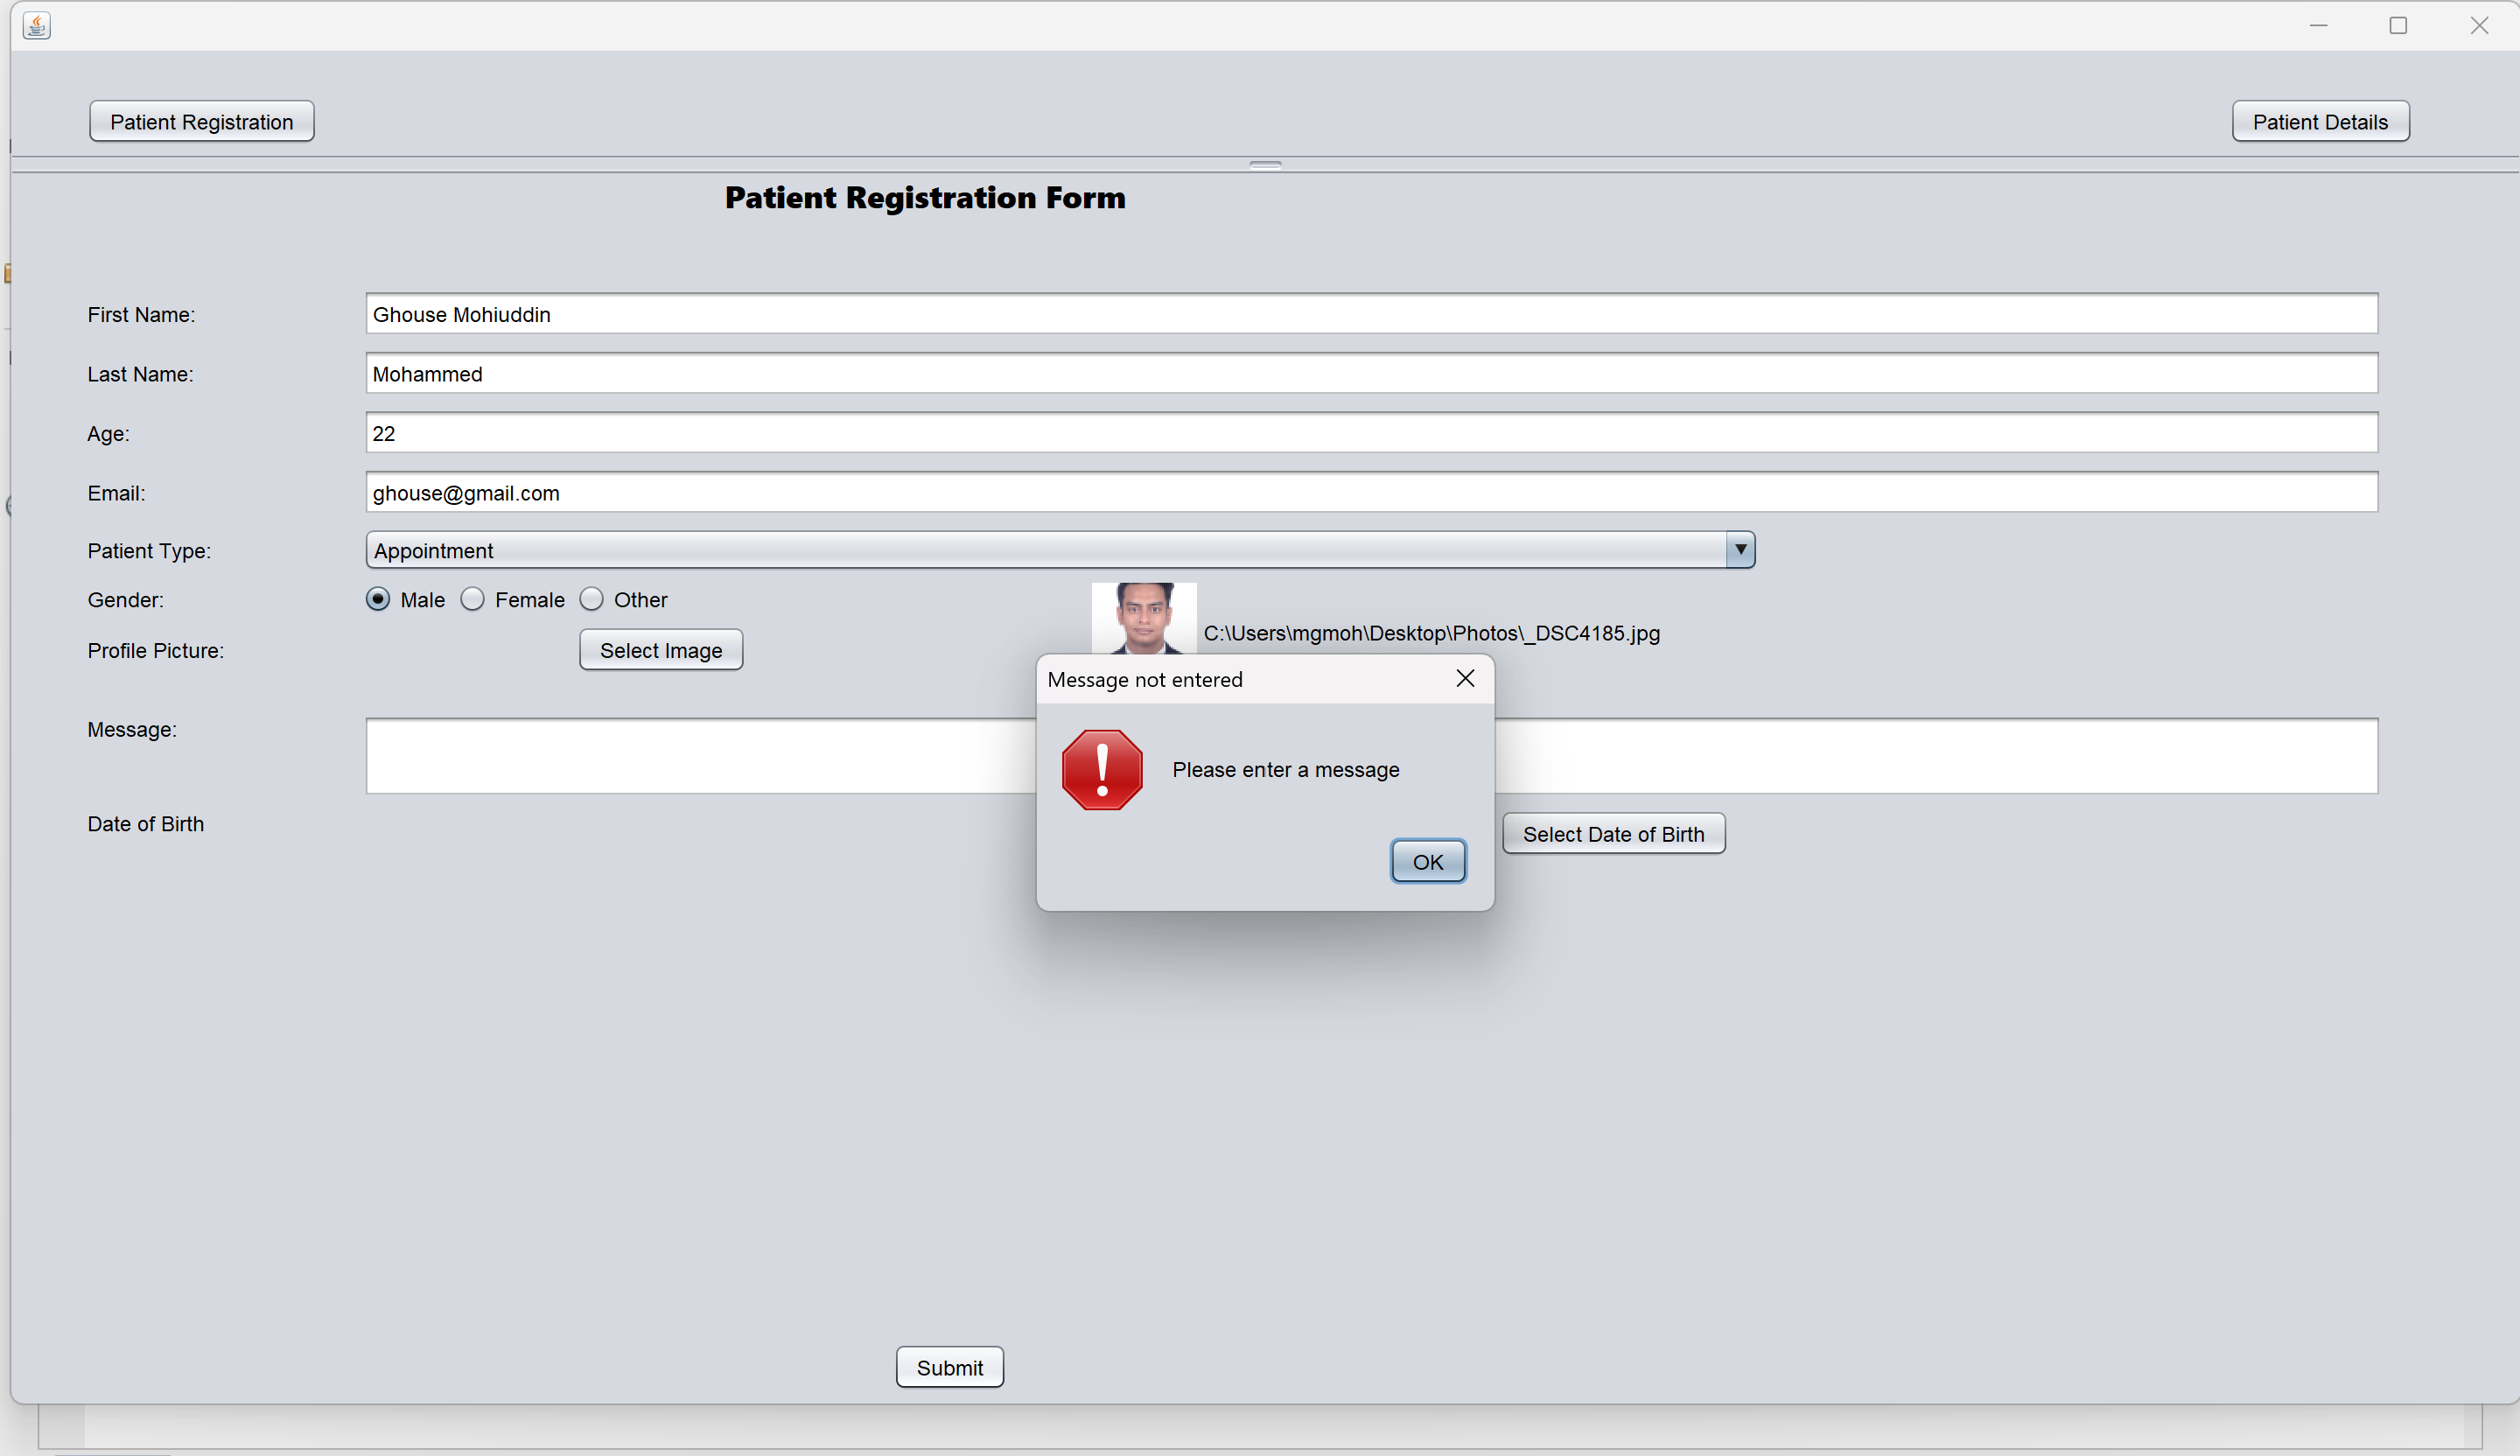 Patient Registration
Patient Details
Patient Registration Form
First Name:
Ghouse Mohiuddin
Last Name:
Mohammed
Age:
22
Email:
ghouse@gmail.com
Patient Type:
Appointment
Gender:
Male
Female
Other
Profile Picture:
Select Image
C:\Users\mgmoh\Desktop\Photos\_DSC4185.jpg
Message not entered
Please enter a message
OK
Message:
Date of Birth
Select Date of Birth
Submit